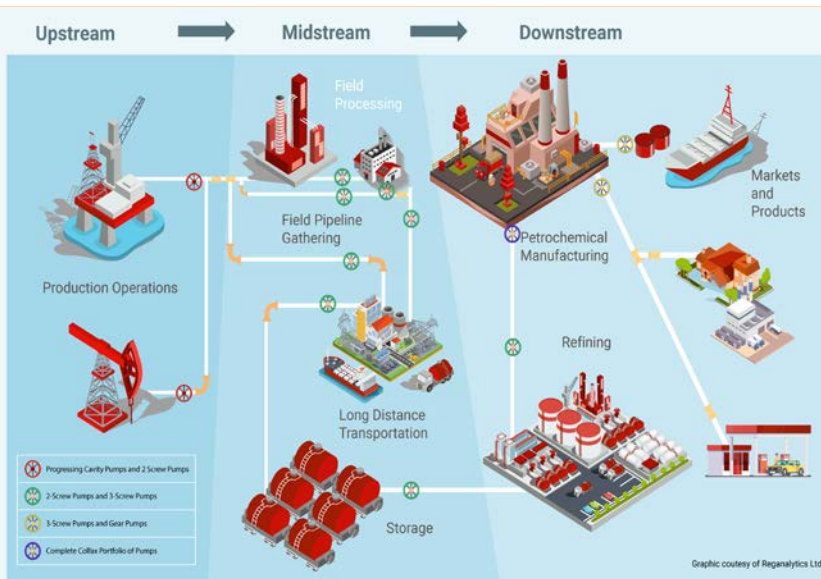 Upstream
Midstream
Downstream
Field
Processing
Markets
and
Products
Field Pipeline
Gathering
Petrochemical
Manufacturing
Production Operations
Refining
Long Distance
Transportation
Progressing Cavity Pumps and 2 Screw Pumps
2-Screw Pumps and 3-Screw Pumps
3-Screw Pumps and Gear Pumps
Complete Colfax Portfolio of Pumps
Storage
Graphic coutesy of Reganalytics Ltd